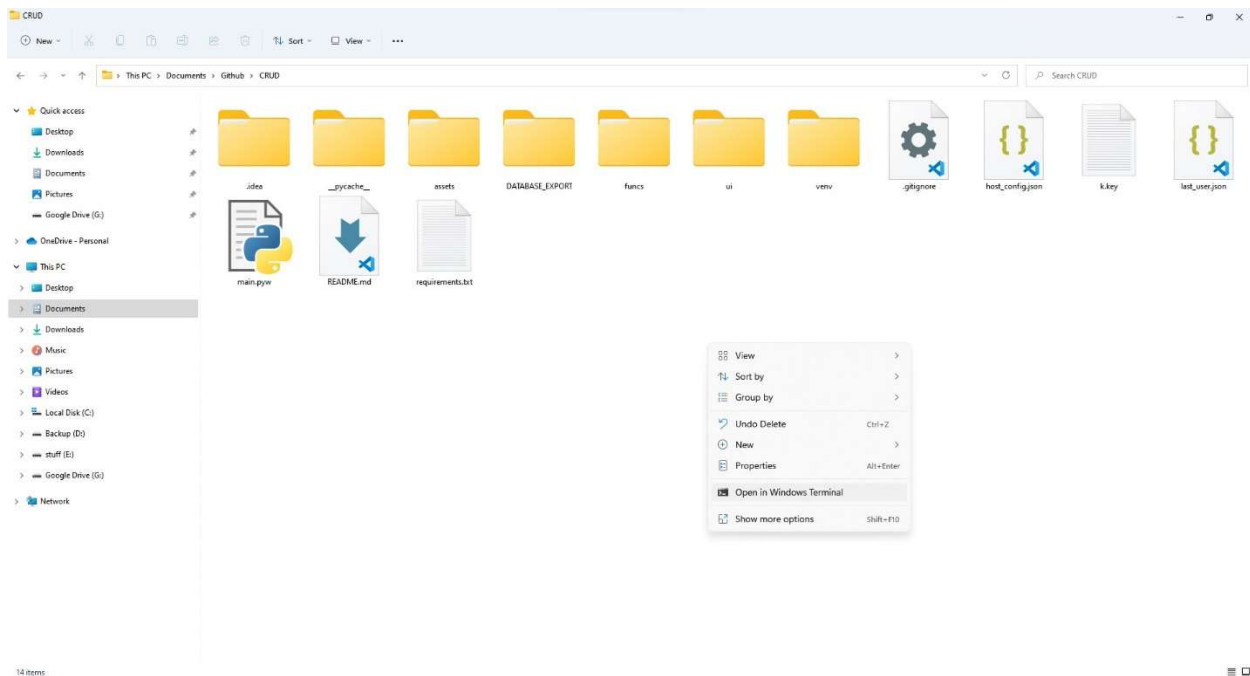 CRUD
New
Sort
View
This PC > Documents > Github > CRUD
Search CRUD
Quick access
Desktop
Downloads
Documents
Pictures
Google Drive (G:)
OneDrive - Personal
This PC
Desktop
Documents
Downloads
Music
Pictures
Videos
Local Disk (C:)
Backup (D:)
stuff (E:)
Google Drive (G:)
Network
.idea
__pycache__
assets
DATABASE_EXPORT
funcs
ui
venv
.gitignore
host_config.json
k.key
last_user.json
main.pyw
README.md
requirements.txt
View
Sort by
Group by
Undo Delete Ctrl+Z
New
Properties Alt+Enter
Open in Windows Terminal
Show more options Shift+F10
14 items